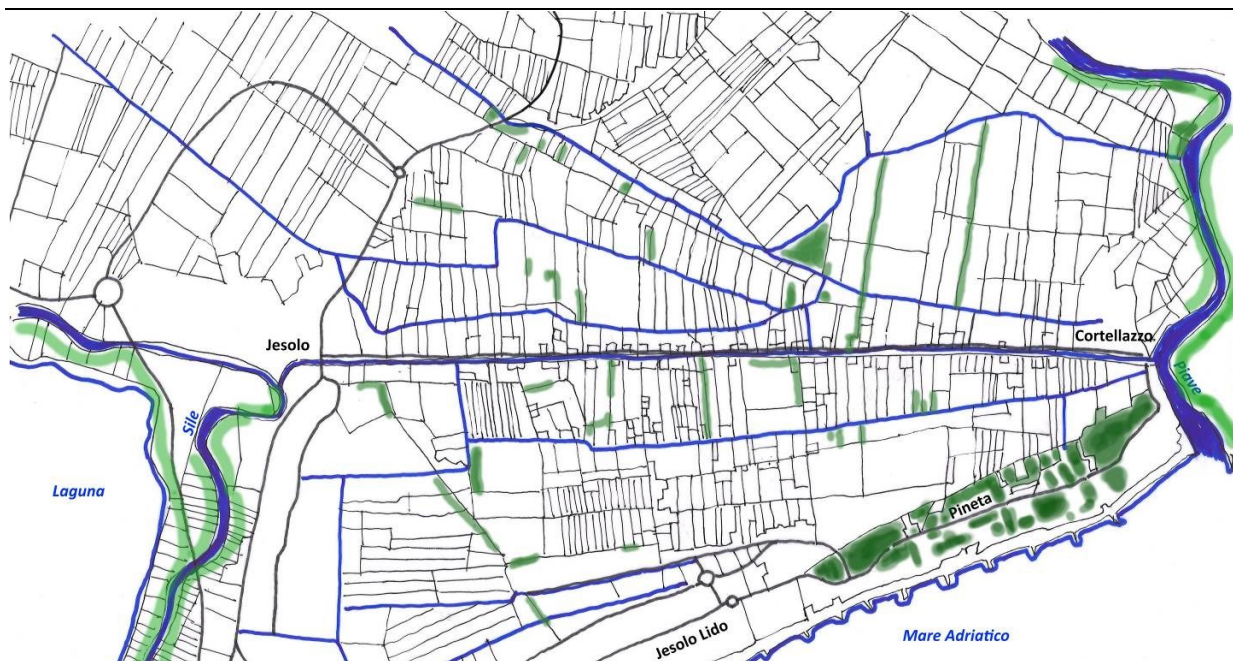 Jesolo
Cortellazzo
Piave
Sile
Laguna
Pineta
Jesolo Lido
Mare Adriatico